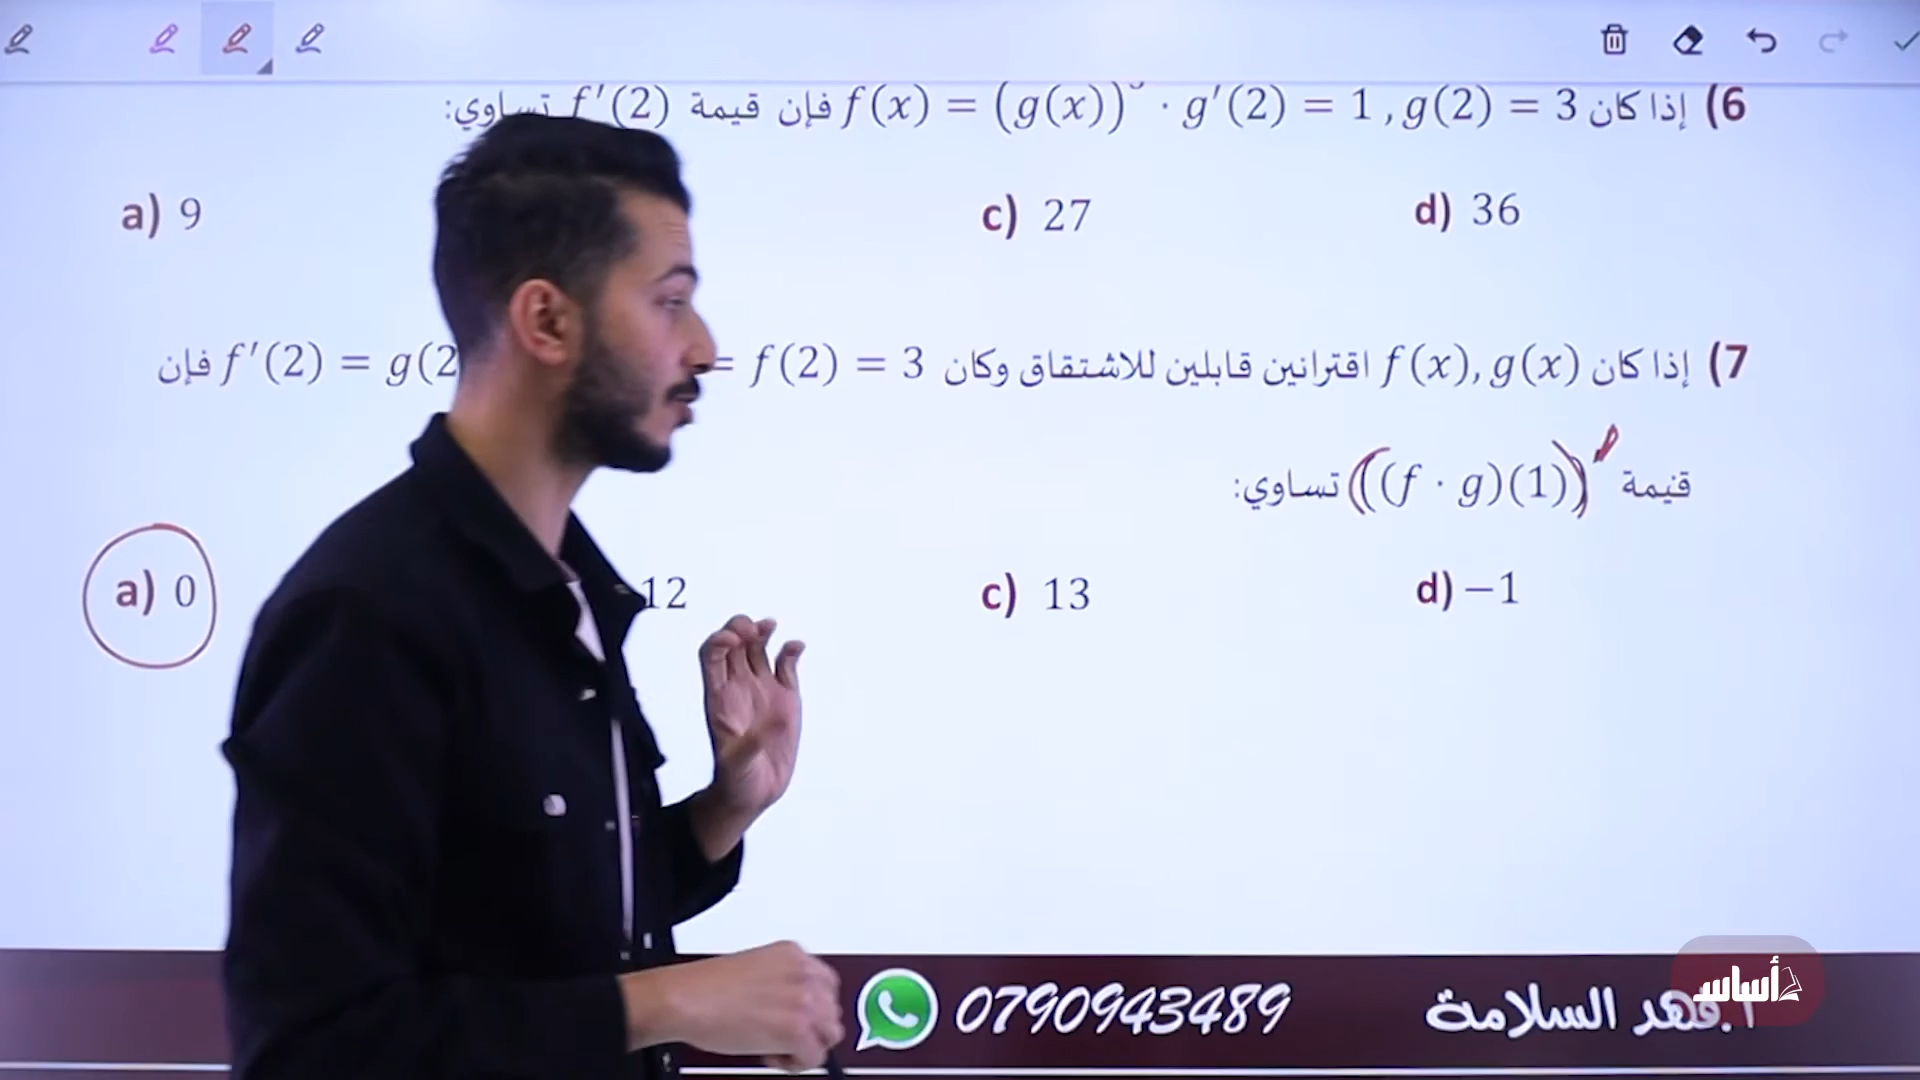 6) إذا كان f(x) = (g(x)) · g′(2) = 1 , g(2) = 3 فإن قيمة f′(2) تساوي:
a) 9
c) 27
d) 36
7) إذا كان f(x), g(x) اقترانين قابلين للاشتقاق وكان f′(2) = g(2 = f(2) = 3 فإن
قيمة ((f · g)(1))′ تساوي:
a) 0
12
c) 13
d) −1
0790943489
أ.فهد السلامة
أساس